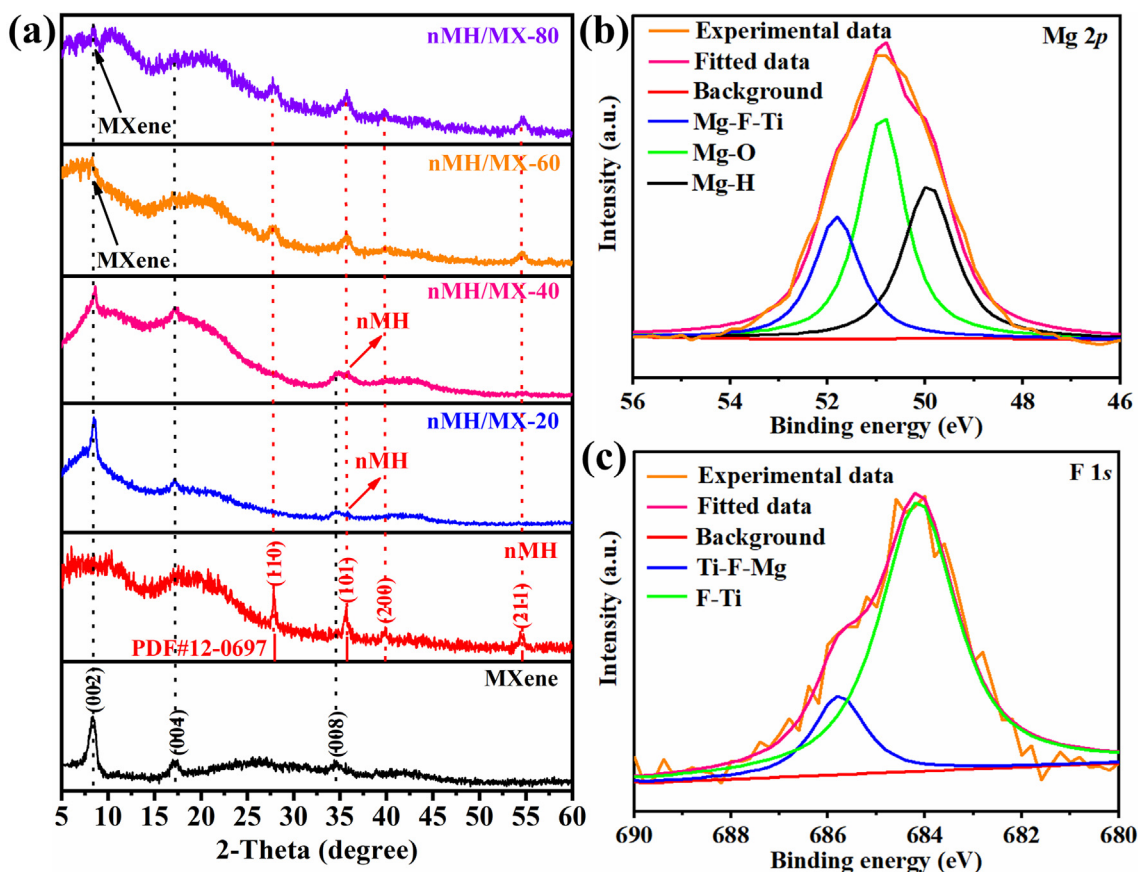 (a)
nMH/MX-80
MXene
nMH/MX-60
MXene
nMH/MX-40
nMH
nMH/MX-20
nMH
nMH
(110)
(101)
(200)
(211)
PDF#12-0697
MXene
(002)
(004)
(008)
5 10 15 20 25 30 35 40 45 50 55 60
2-Theta (degree)
(b)
Mg 2p
Experimental data
Fitted data
Background
Mg-F-Ti
Mg-O
Mg-H
Intensity (a.u.)
56 54 52 50 48 46
Binding energy (eV)
(c)
F 1s
Experimental data
Fitted data
Background
Ti-F-Mg
F-Ti
Intensity (a.u.)
690 688 686 684 682 680
Binding energy (eV)